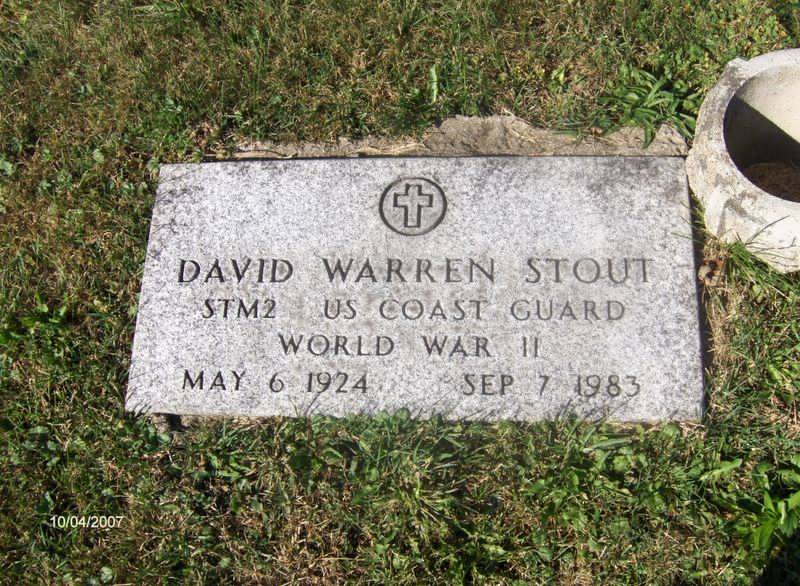 DAVID WARREN STOUT
STM2 US COAST GUARD
WORLD WAR II
MAY 6 1924 SEP 7 1983
10/04/2007